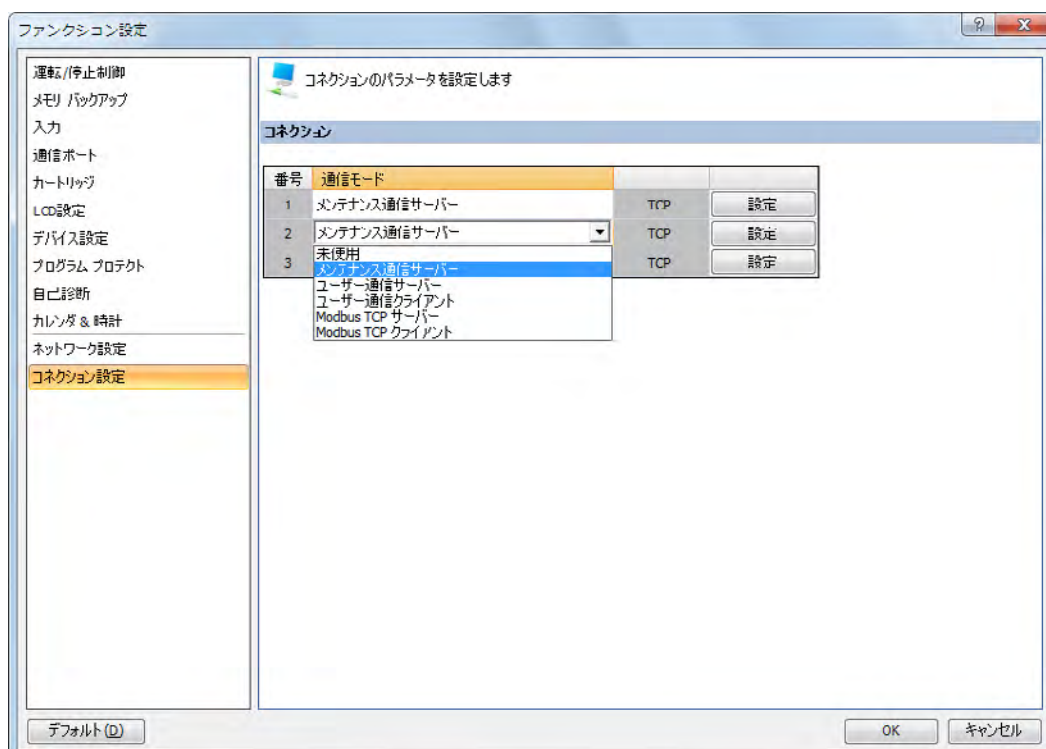 ファンクション設定
運転/停止制御
メモリ バックアップ
入力
通信ポート
カートリッジ
LCD設定
デバイス設定
プログラム プロテクト
自己診断
カレンダ & 時計
ネットワーク設定
コネクション設定
コネクションのパラメータを設定します
コネクション
番号 通信モード
1 メンテナンス通信サーバー TCP 設定
2 メンテナンス通信サーバー TCP 設定
3 TCP 設定
未使用
メンテナンス通信サーバー
ユーザー通信サーバー
ユーザー通信クライアント
Modbus TCP サーバー
Modbus TCP クライアント
デフォルト(D)
OK
キャンセル